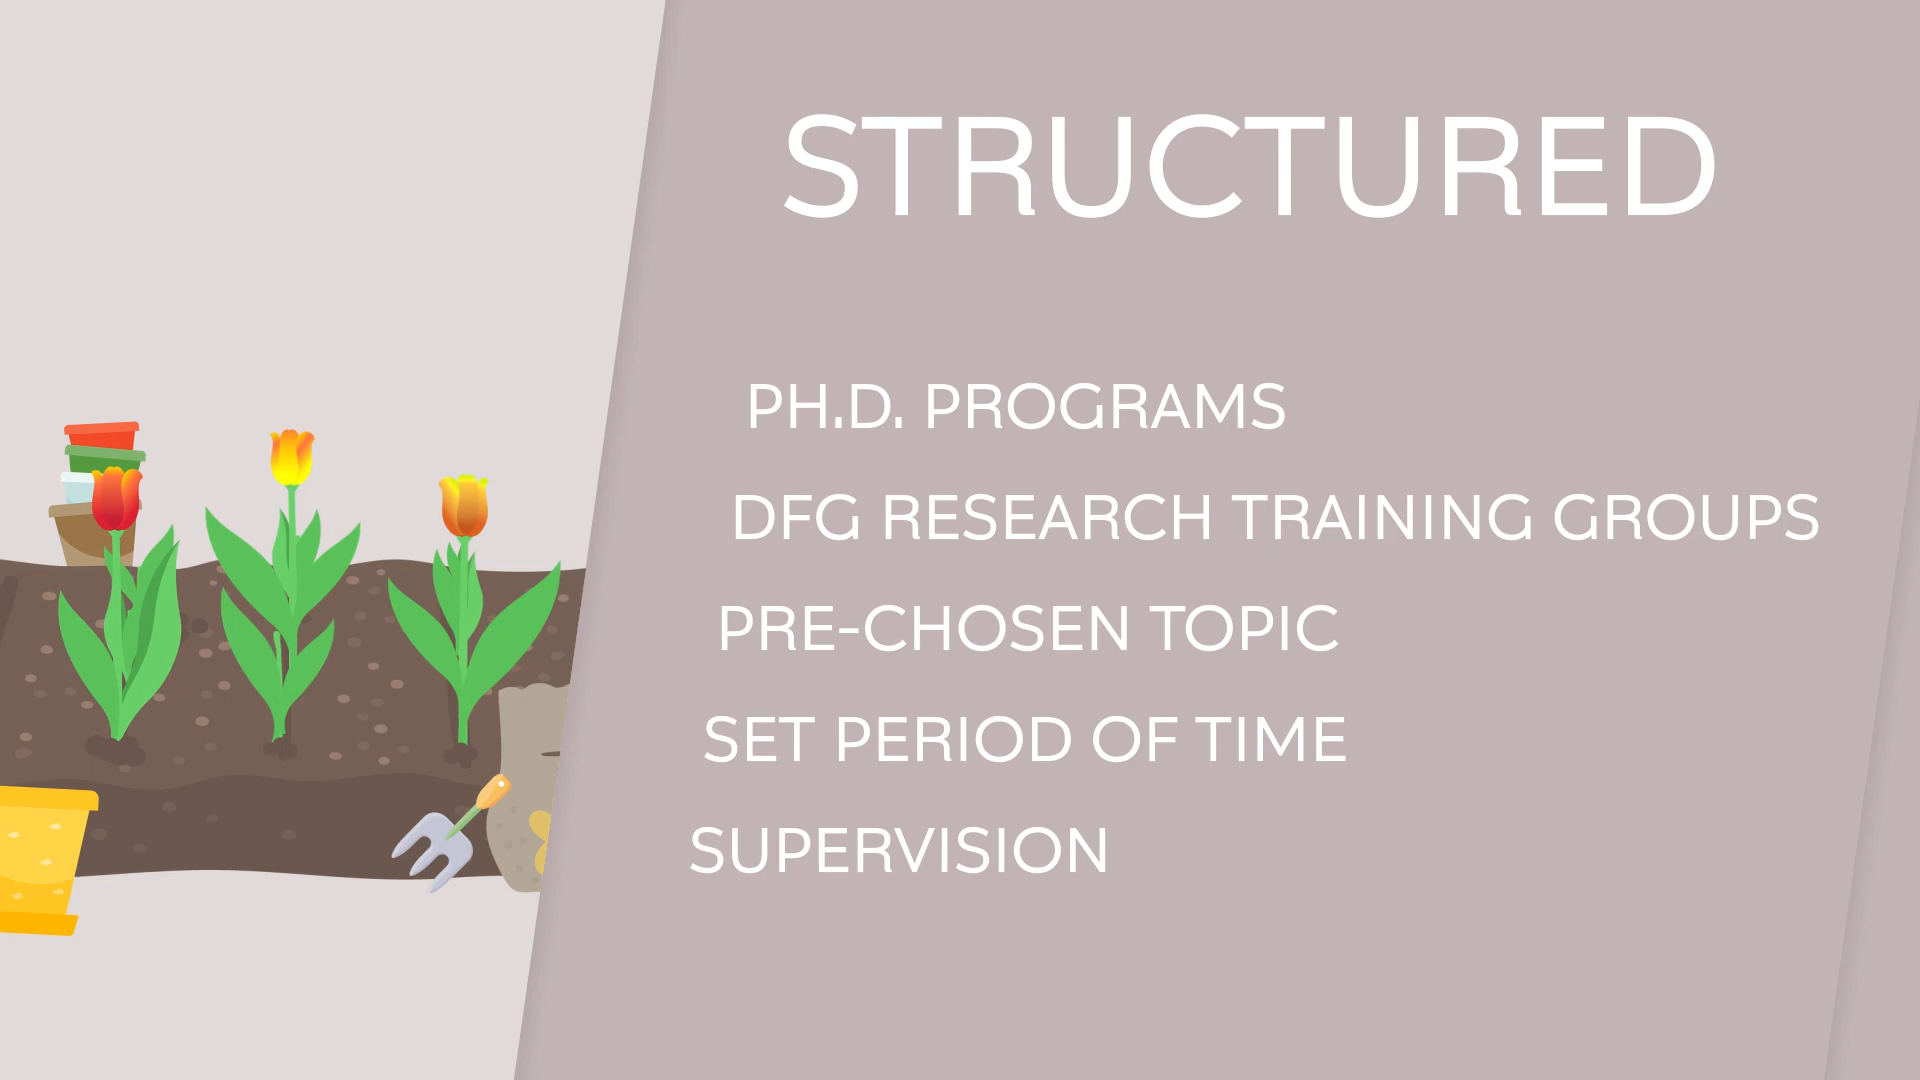 STRUCTURED
PH.D. PROGRAMS
DFG RESEARCH TRAINING GROUPS
PRE-CHOSEN TOPIC
SET PERIOD OF TIME
SUPERVISION